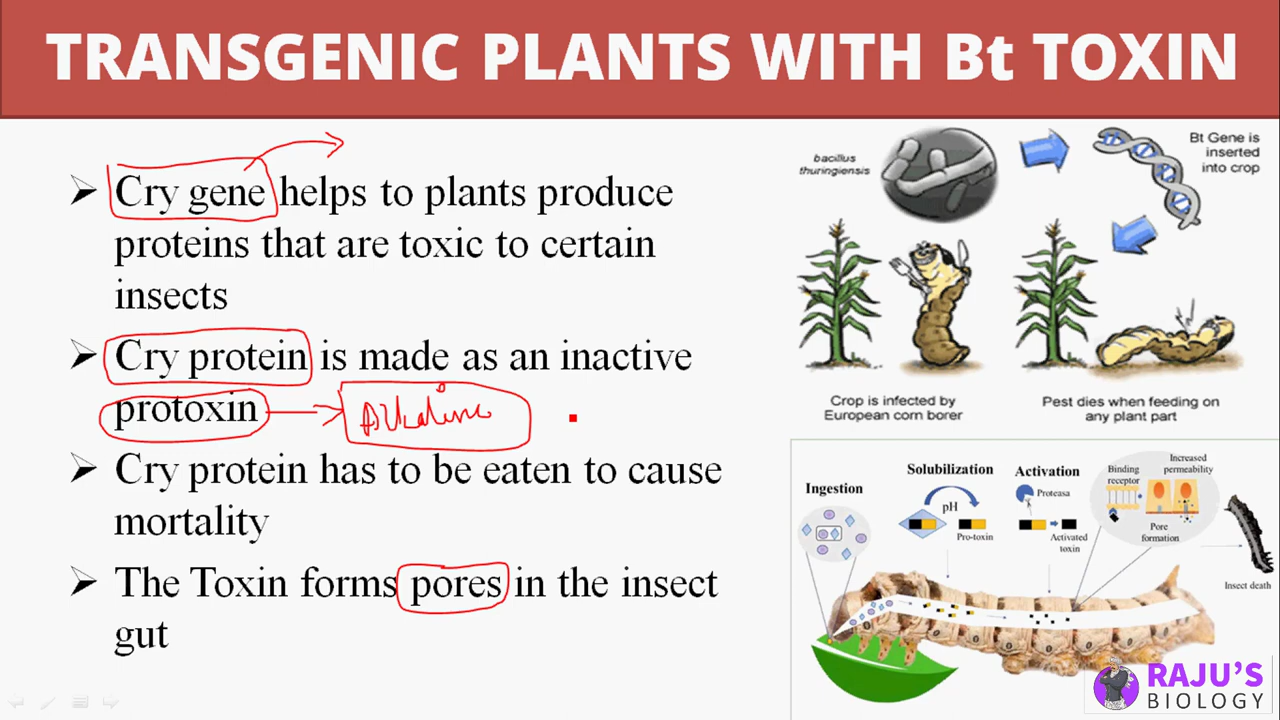 TRANSGENIC PLANTS WITH Bt TOXIN
Cry gene helps to plants produce
proteins that are toxic to certain
insects
Cry protein is made as an inactive
protoxin
Alkaline
Cry protein has to be eaten to cause
mortality
The Toxin forms pores in the insect
gut
bacillus
thuringiensis
Bt Gene is
inserted
into crop
Crop is infected by
European corn borer
Pest dies when feeding on
any plant part
Ingestion
Solubilization
pH
Pro-toxin
Activation
Proteasa
Activated
toxin
Binding
receptor
Increased
permeability
Pore
formation
Insect death
RAJU'S
BIOLOGY